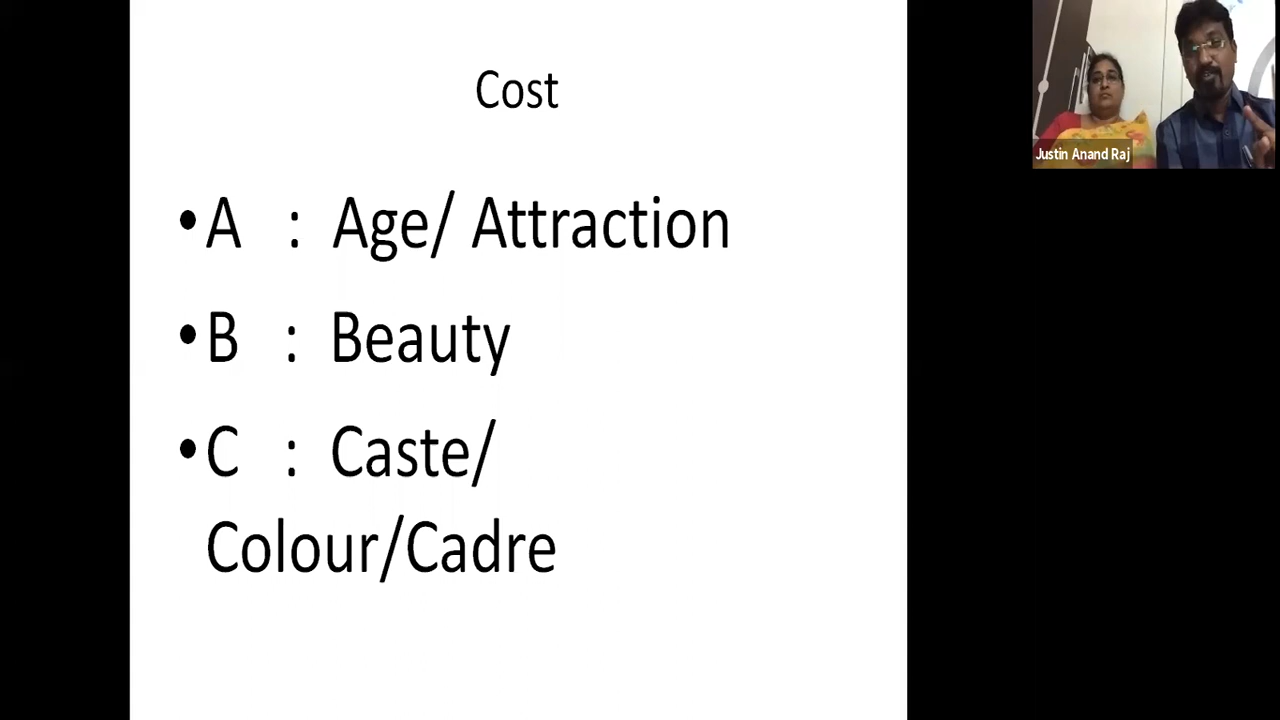 Cost
•A : Age/ Attraction
•B : Beauty
•C : Caste/
Colour/Cadre
Justin Anand Raj